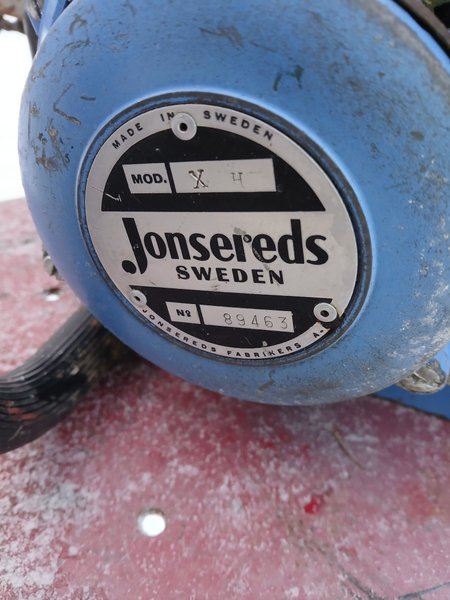 MADE IN SWEDEN
MOD. X 4
Jonsereds
SWEDEN
Nº 89463
JONSEREDS FABRIKERS A.